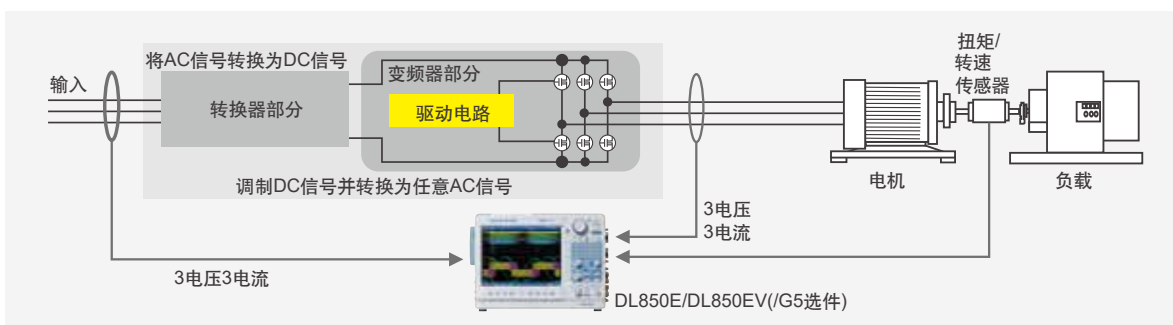 将AC信号转换为DC信号
输入
转换器部分
变频器部分
驱动电路
调制DC信号并转换为任意AC信号
扭矩/
转速
传感器
电机
负载
3电压
3电流
3电压3电流
DL850E/DL850EV(/G5选件)